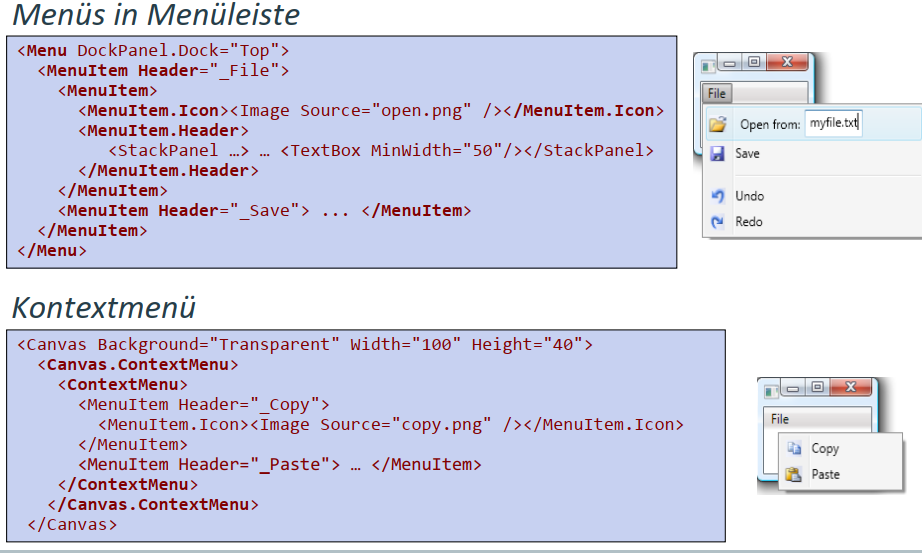 Menüs in Menüleiste
<Menu DockPanel.Dock="Top">
<MenuItem Header="_File">
<MenuItem>
<MenuItem.Icon><Image Source="open.png" /></MenuItem.Icon>
<MenuItem.Header>
<StackPanel …> … <TextBox MinWidth="50"/></StackPanel>
</MenuItem.Header>
</MenuItem>
<MenuItem Header="_Save"> ... </MenuItem>
</MenuItem>
</Menu>
File
Open from: myfile.txt
Save
Undo
Redo
Kontextmenü
<Canvas Background="Transparent" Width="100" Height="40">
<Canvas.ContextMenu>
<ContextMenu>
<MenuItem Header="_Copy">
<MenuItem.Icon><Image Source="copy.png" /></MenuItem.Icon>
</MenuItem>
<MenuItem Header="_Paste"> … </MenuItem>
</ContextMenu>
</Canvas.ContextMenu>
</Canvas>
File
Copy
Paste